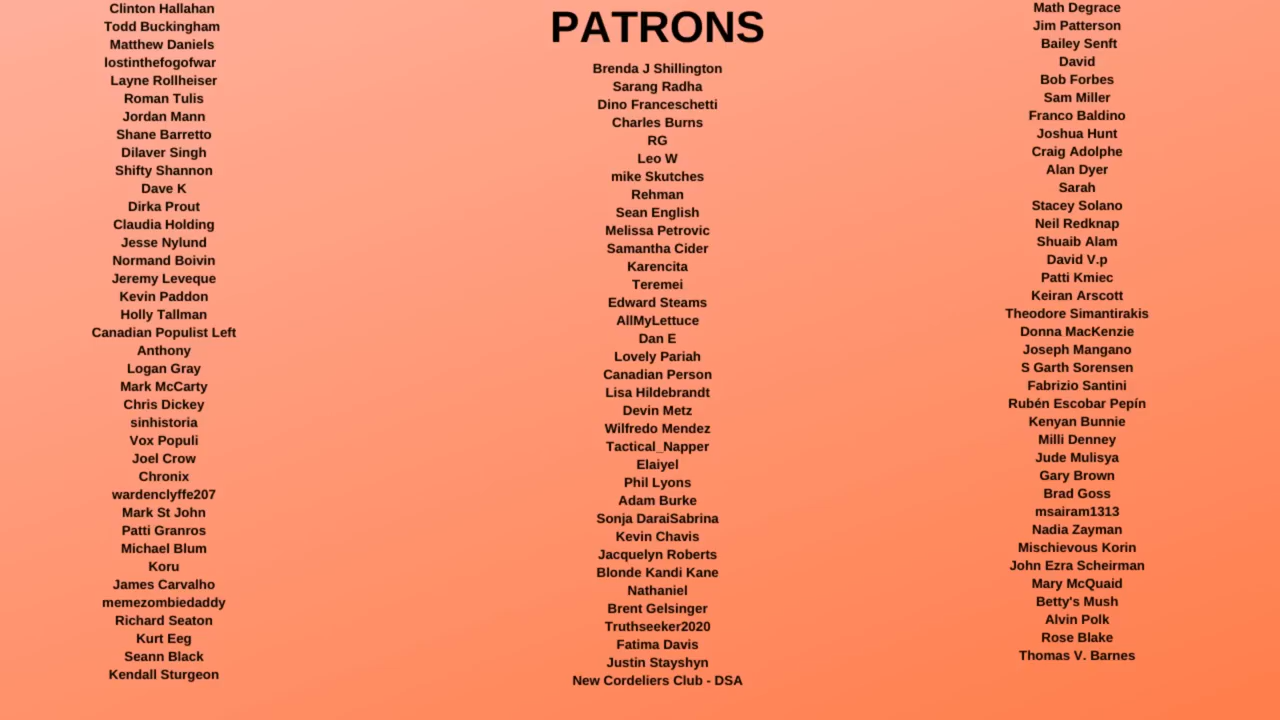 Clinton Hallahan
Todd Buckingham
Matthew Daniels
lostinthefogofwar
Layne Rollheiser
Roman Tulis
Jordan Mann
Shane Barretto
Dilaver Singh
Shifty Shannon
Dave K
Dirka Prout
Claudia Holding
Jesse Nylund
Normand Boivin
Jeremy Leveque
Kevin Paddon
Holly Tallman
Canadian Populist Left
Anthony
Logan Gray
Mark McCarty
Chris Dickey
sinhistoria
Vox Populi
Joel Crow
Chronix
wardenclyffe207
Mark St John
Patti Granros
Michael Blum
Koru
James Carvalho
memezombiedaddy
Richard Seaton
Kurt Eeg
Seann Black
Kendall Sturgeon
PATRONS
Brenda J Shillington
Sarang Radha
Dino Franceschetti
Charles Burns
RG
Leo W
mike Skutches
Rehman
Sean English
Melissa Petrovic
Samantha Cider
Karencita
Teremei
Edward Steams
AllMyLettuce
Dan E
Lovely Pariah
Canadian Person
Lisa Hildebrandt
Devin Metz
Wilfredo Mendez
Tactical_Napper
Elaiyel
Phil Lyons
Adam Burke
Sonja DaraiSabrina
Kevin Chavis
Jacquelyn Roberts
Blonde Kandi Kane
Nathaniel
Brent Gelsinger
Truthseeker2020
Fatima Davis
Justin Stayshyn
New Cordeliers Club - DSA
Math Degrace
Jim Patterson
Bailey Senft
David
Bob Forbes
Sam Miller
Franco Baldino
Joshua Hunt
Craig Adolphe
Alan Dyer
Sarah
Stacey Solano
Neil Redknap
Shuaib Alam
David V.p
Patti Kmiec
Keiran Arscott
Theodore Simantirakis
Donna MacKenzie
Joseph Mangano
S Garth Sorensen
Fabrizio Santini
Rubén Escobar Pepín
Kenyan Bunnie
Milli Denney
Jude Mulisya
Gary Brown
Brad Goss
msairam1313
Nadia Zayman
Mischievous Korin
John Ezra Scheirman
Mary McQuaid
Betty's Mush
Alvin Polk
Rose Blake
Thomas V. Barnes